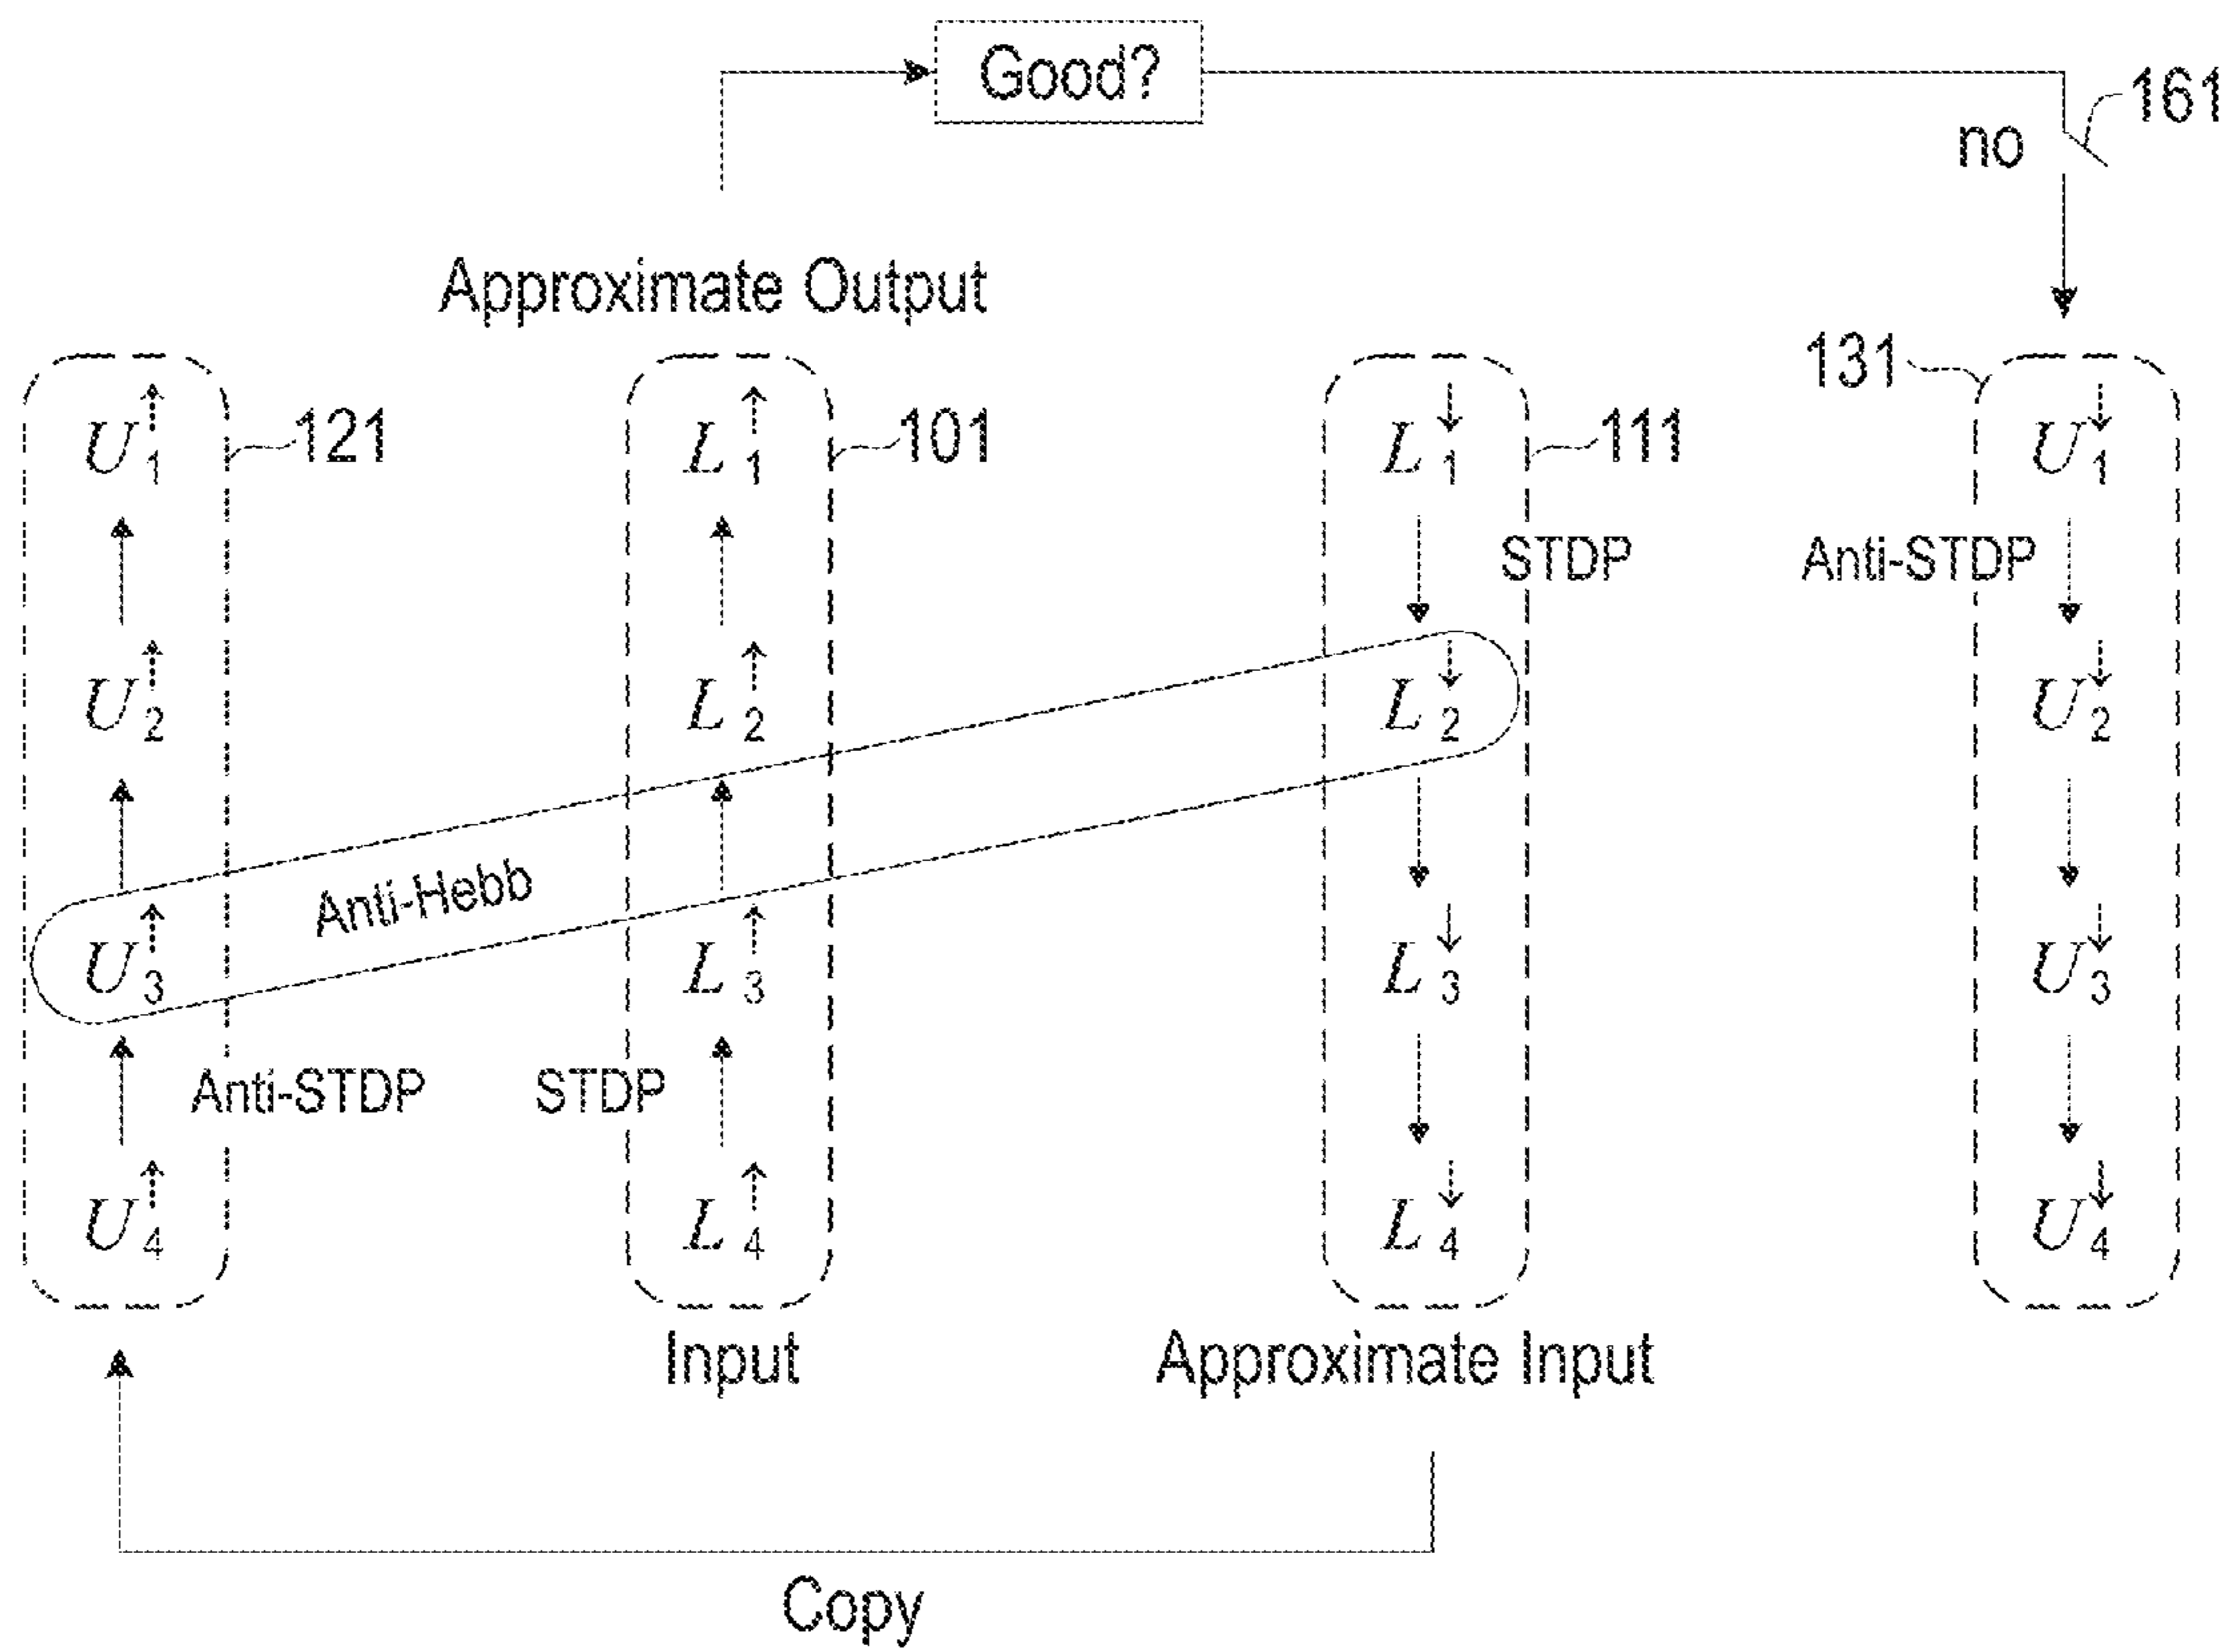 Good?
161
no
Approximate Output
131
U↑1 121 L↑1 101 L↓1 111 U↓1
STDP Anti-STDP
U↑2 L↑2 L↓2 U↓2
Anti-Hebb
U↑3 L↑3 L↓3 U↓3
Anti-STDP STDP
U↑4 L↑4 L↓4 U↓4
Input Approximate Input
Copy